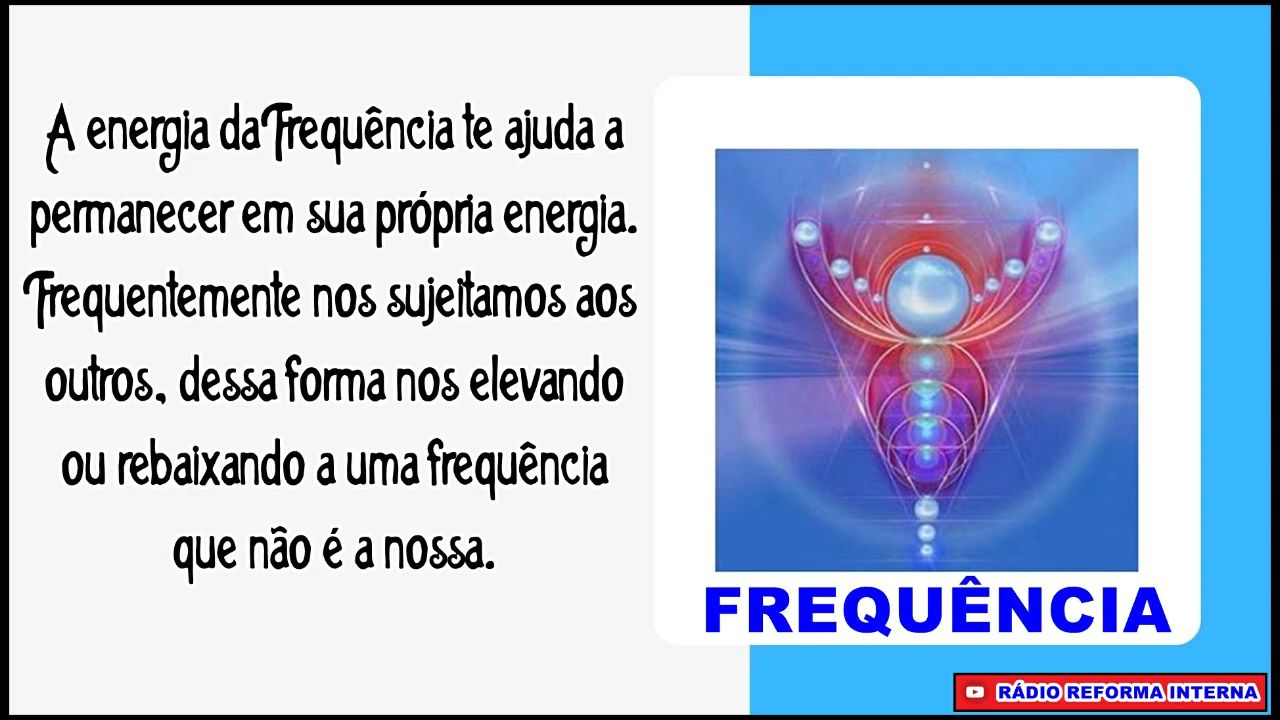 A energia da Frequência te ajuda a
permanecer em sua própria energia.
Frequentemente nos sujeitamos aos
outros, dessa forma nos elevando
ou rebaixando a uma frequência
que não é a nossa.
FREQUÊNCIA
RÁDIO REFORMA INTERNA